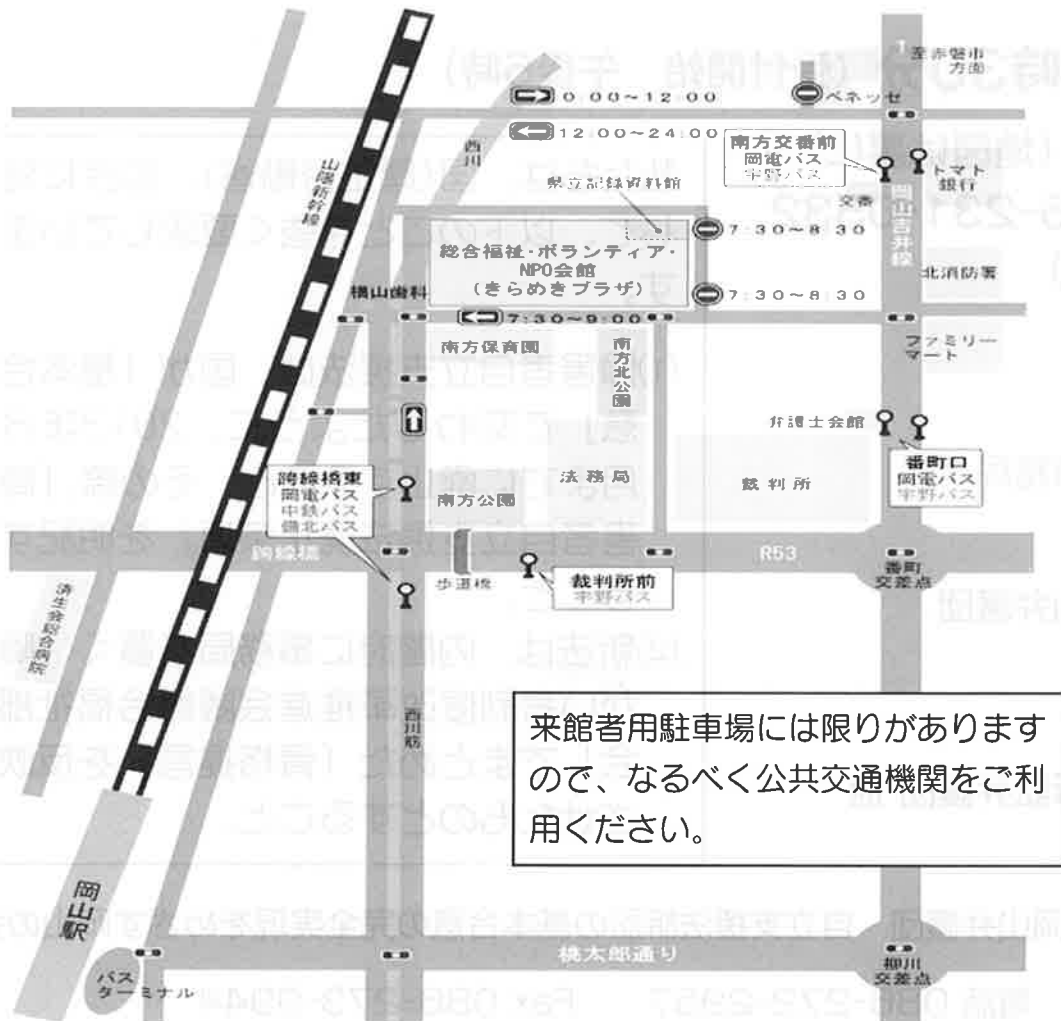 至赤磐市
方面
0:00～12:00
ベネッセ
12:00～24:00
南方交番前
岡電バス
宇野バス
西川
山陽新幹線
県立記録資料館
トマト
銀行
交番
岡山吉井線
7:30～8:30
総合福祉・ボランティア・
NPO会館
(きらめきプラザ)
北消防署
横山歯科
7:30～8:30
7:30～9:00
南方保育園
南方北公園
ファミリー
マート
弁護士会館
番町口
岡電バス
宇野バス
跨線橋東
岡電バス
中鉄バス
備北バス
南方公園
法務局
裁判所
跨線橋
R53
番町
交差点
歩道橋
裁判所前
宇野バス
済生会総合病院
西川筋
来館者用駐車場には限りがあります
ので、なるべく公共交通機関をご利
用ください。
岡山駅
バス
ターミナル
桃太郎通り
柳川
交差点